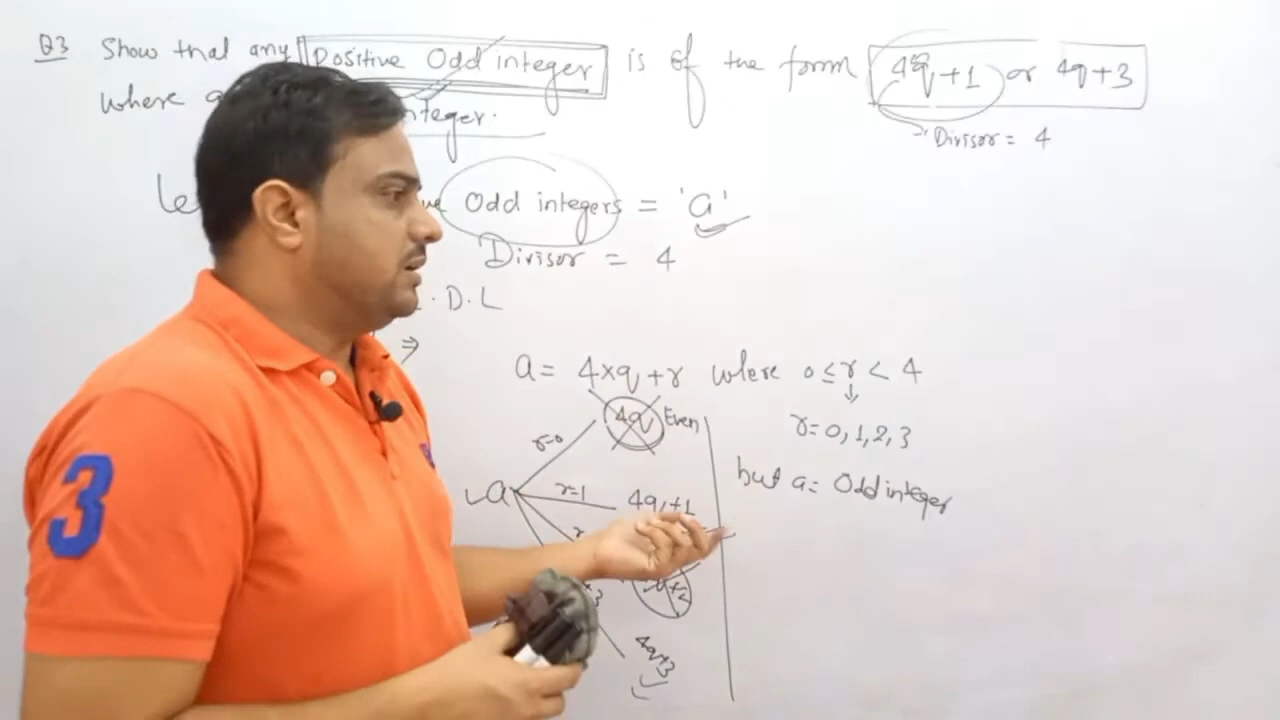 Q3 Show that any Positive Odd integer is of the form 4q+1 or 4q+3
where
Divisor = 4
Odd integers = 'a'
Divisor = 4
. D. L
⇒
a = 4×q+r where 0≤r<4
4q Even
r=0
r=0,1,2,3
but a= Odd integer
a r=1 4q+1
4q+3
3